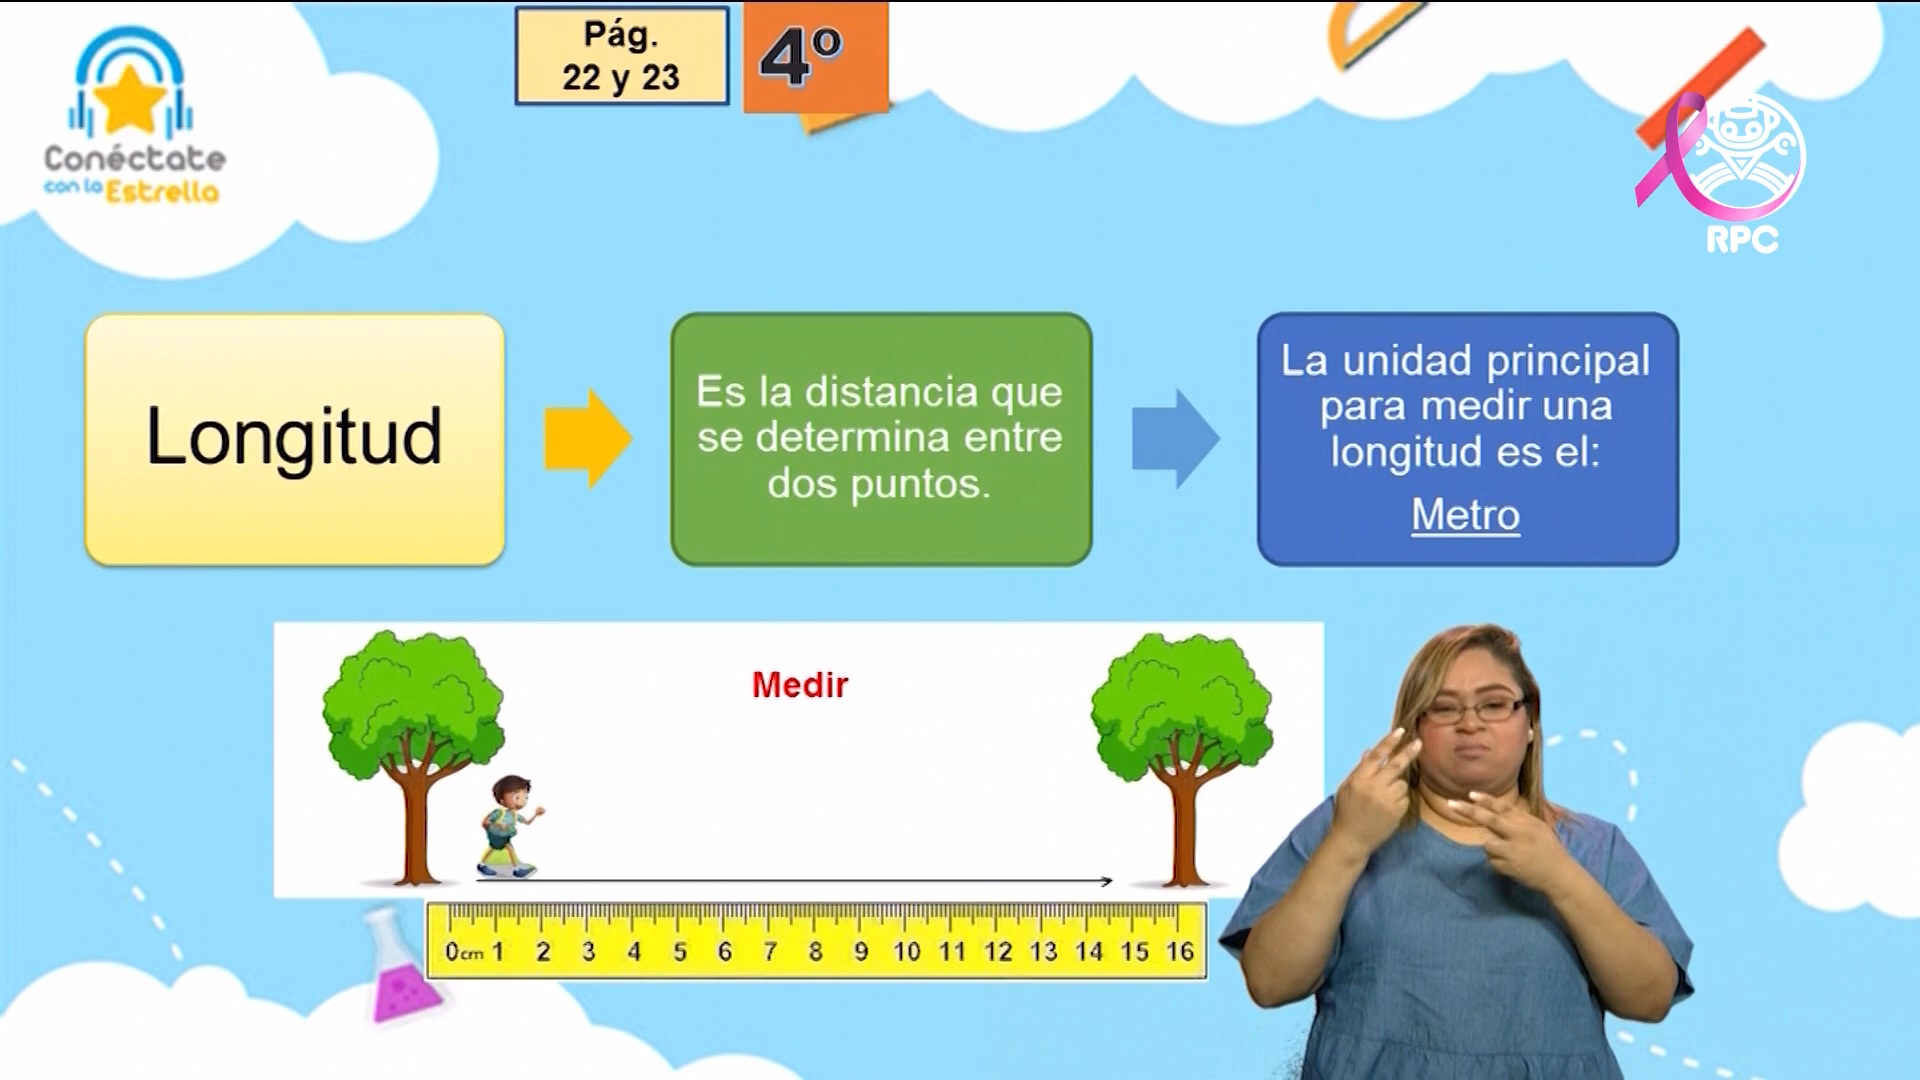 Pág.
22 y 23
4º
Conéctate
con la Estrella
RPC
Longitud
Es la distancia que
se determina entre
dos puntos.
La unidad principal
para medir una
longitud es el:
Metro
Medir
0cm 1 2 3 4 5 6 7 8 9 10 11 12 13 14 15 16